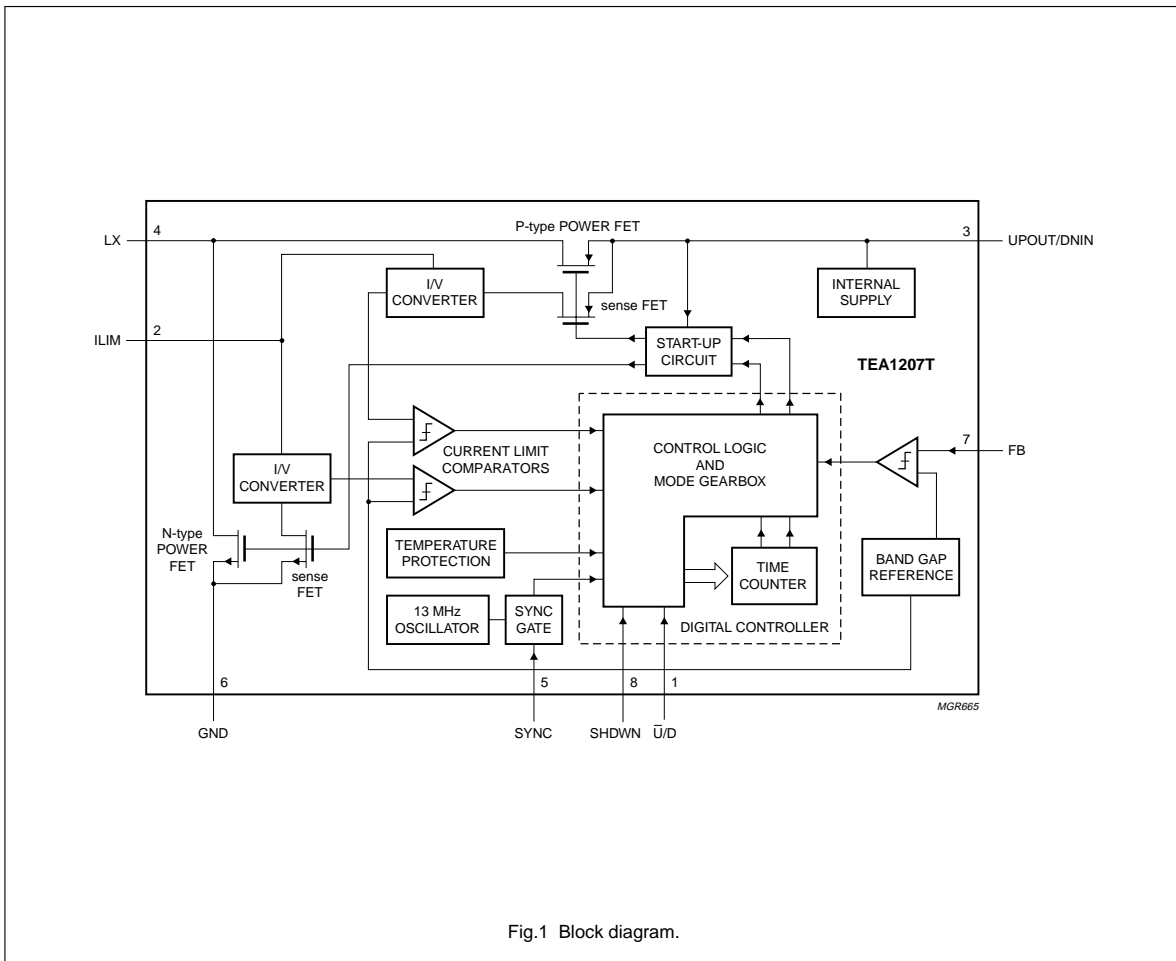 P-type POWER FET
4
3
LX
UPOUT/DNIN
I/V
CONVERTER
INTERNAL
SUPPLY
sense FET
2
ILIM
START-UP
CIRCUIT
TEA1207T
CURRENT LIMIT
COMPARATORS
CONTROL LOGIC
AND
MODE GEARBOX
7
FB
I/V
CONVERTER
N-type
POWER
FET
sense
FET
TEMPERATURE
PROTECTION
TIME
COUNTER
BAND GAP
REFERENCE
13 MHz
OSCILLATOR
SYNC
GATE
DIGITAL CONTROLLER
6
5
8
1
MGR665
GND
SYNC
SHDWN
U̅/D
Fig.1 Block diagram.